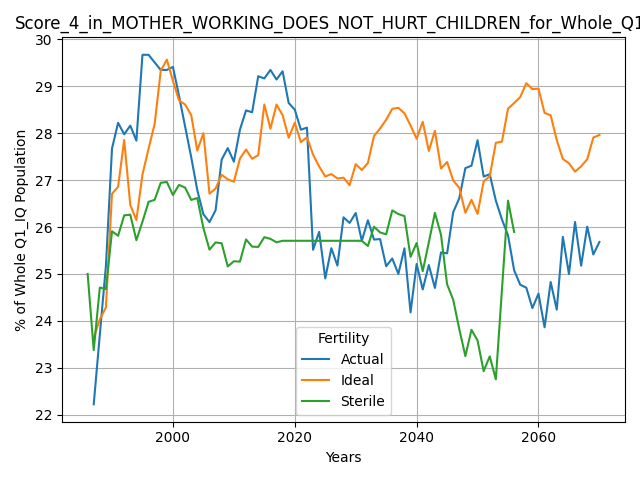 Score_4_in_MOTHER_WORKING_DOES_NOT_HURT_CHILDREN_for_Whole_Q1
30
29
28
27
26
25
24
23
22
% of Whole Q1_IQ Population
Fertility
Actual
Ideal
Sterile
2000
2020
2040
2060
Years